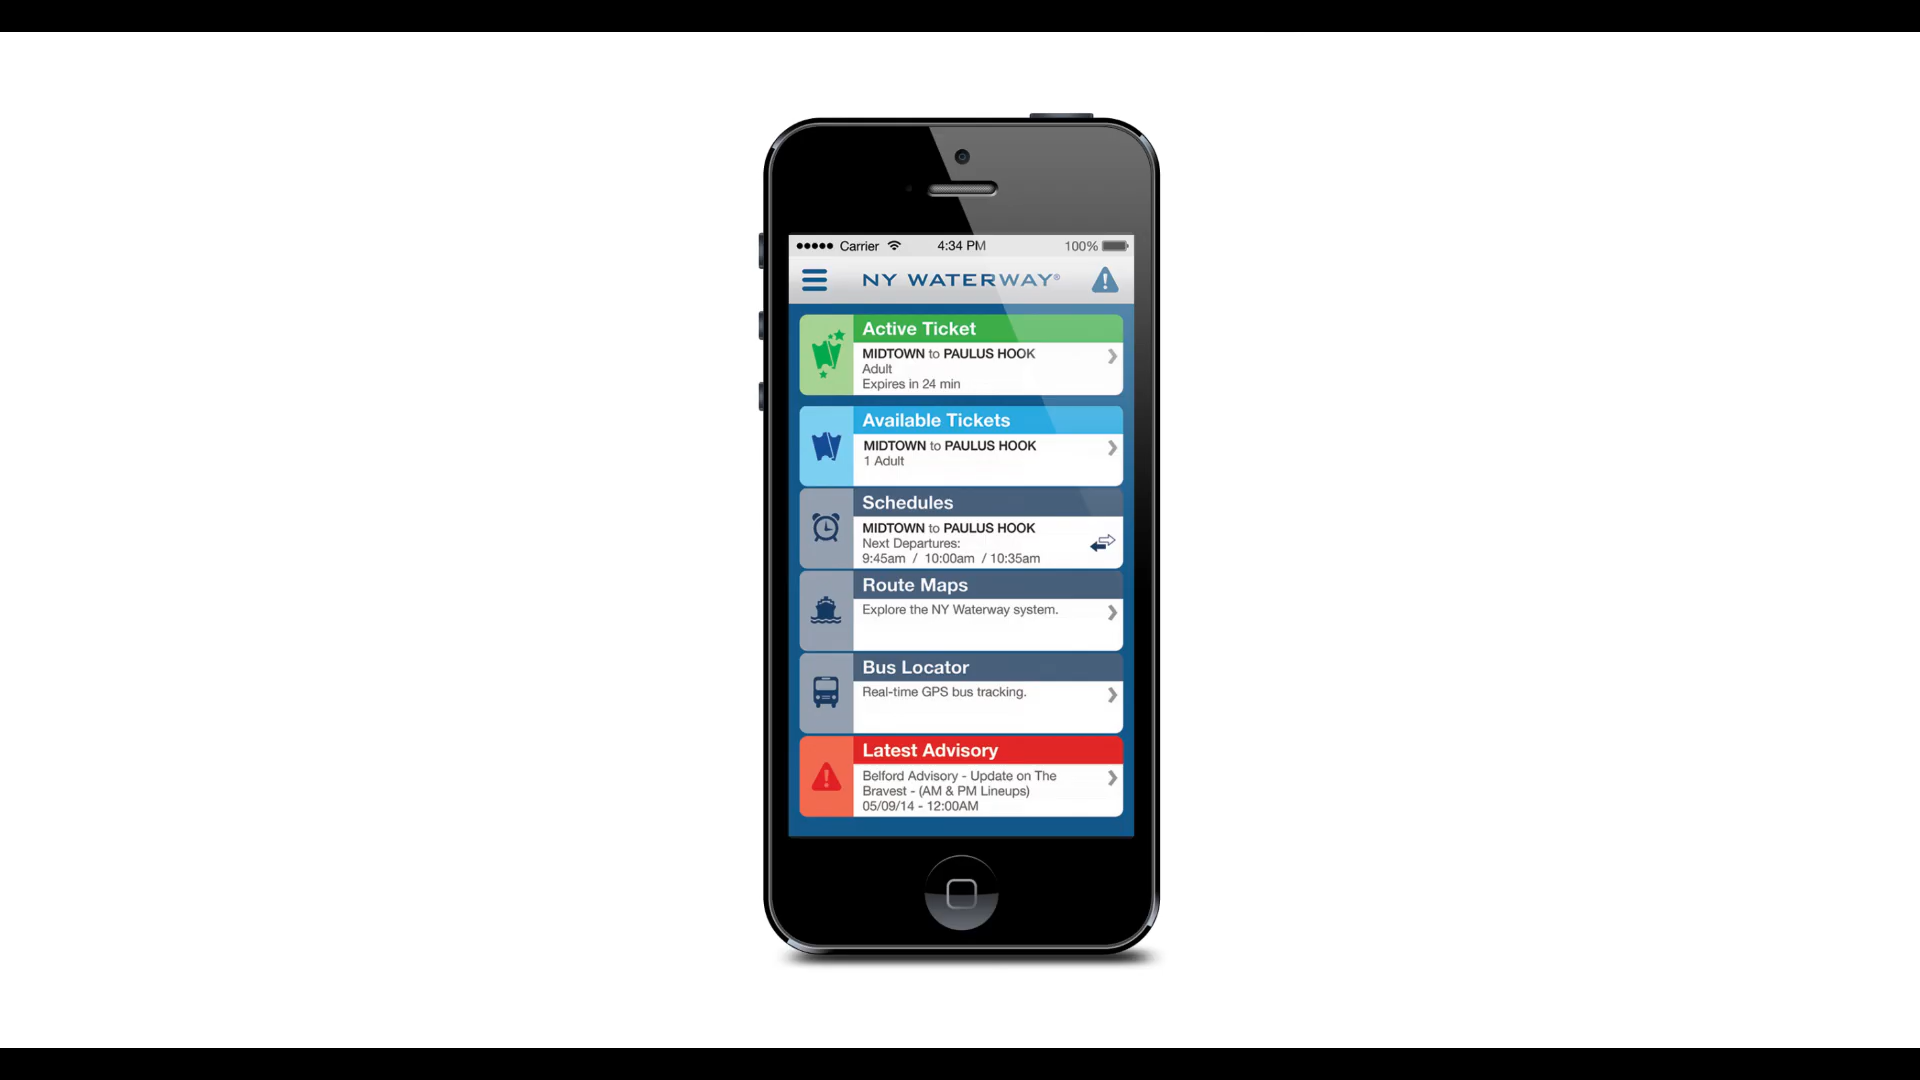 Carrier 4:34 PM 100%
NY WATERWAY®
Active Ticket
MIDTOWN to PAULUS HOOK
Adult
Expires in 24 min
Available Tickets
MIDTOWN to PAULUS HOOK
1 Adult
Schedules
MIDTOWN to PAULUS HOOK
Next Departures:
9:45am / 10:00am / 10:35am
Route Maps
Explore the NY Waterway system.
Bus Locator
Real-time GPS bus tracking.
Latest Advisory
Belford Advisory - Update on The
Bravest - (AM & PM Lineups)
05/09/14 - 12:00AM